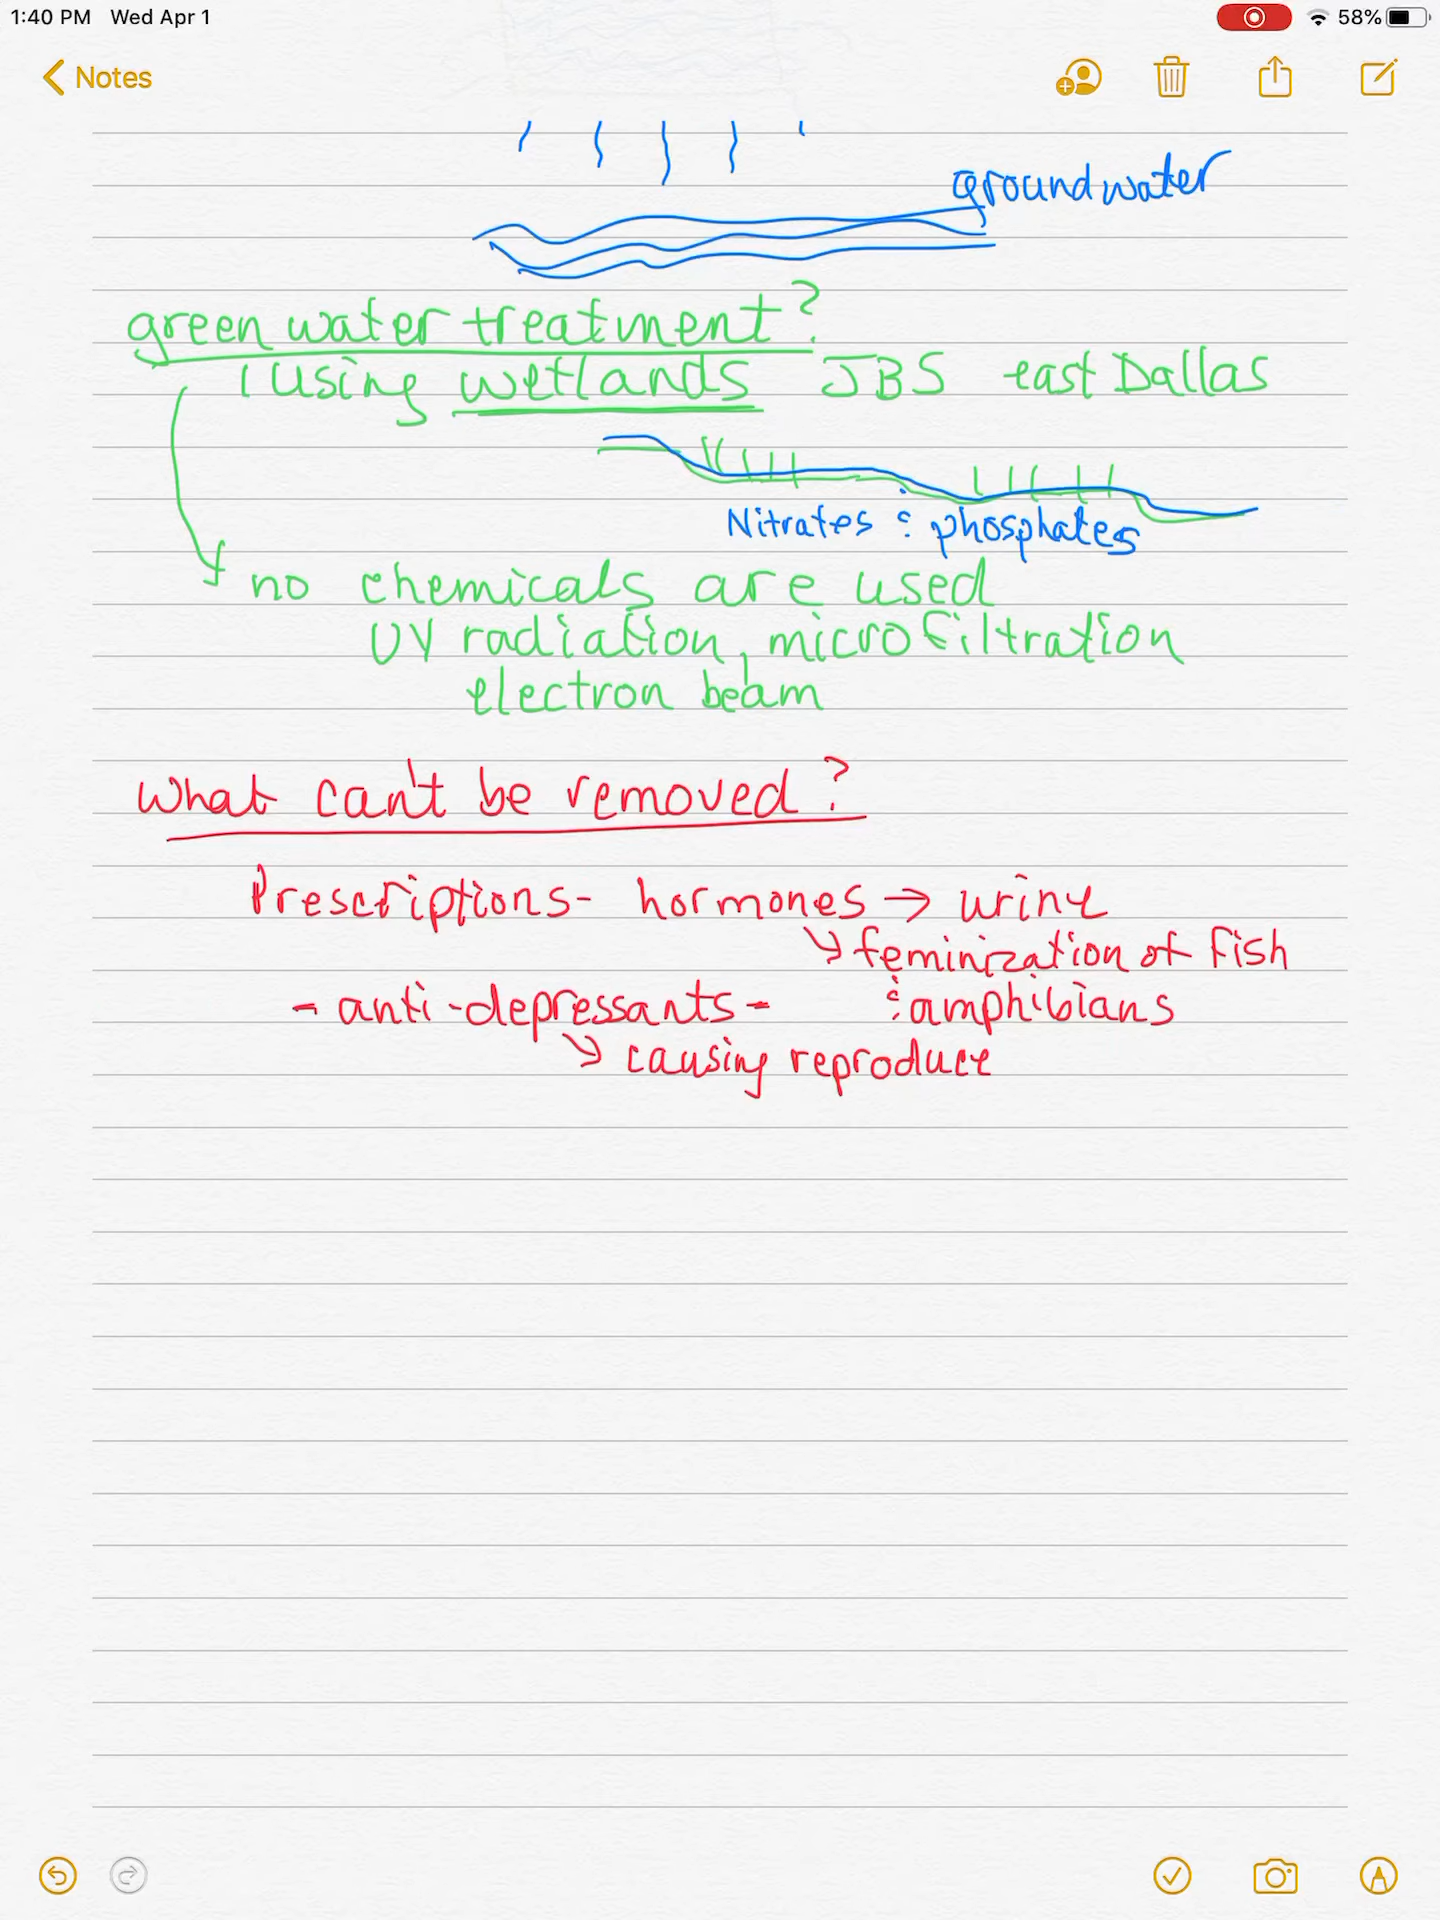 1:40 PM Wed Apr 1 58%
Notes
groundwater
green water treatment?
using wetlands JBS east Dallas
Nitrates & phosphates
no chemicals are used
UV radiation, microfiltration
electron beam
What can't be removed?
Prescriptions- hormones → urine
↘ feminization of fish
- anti-depressants - & amphibians
↘ causing reproduce